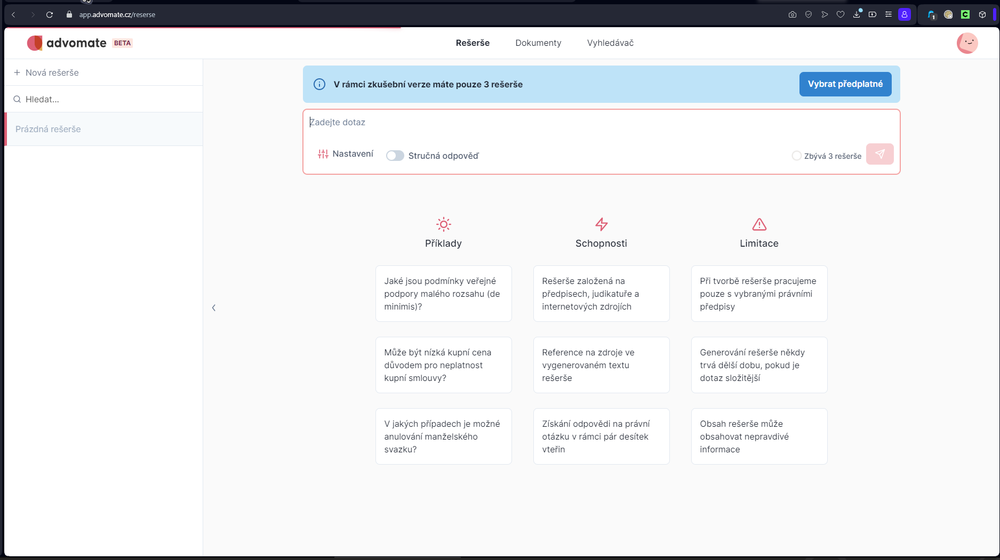 app.advomate.cz/reserse
1
advomate BETA
Rešerše
Dokumenty
Vyhledávač
Nová rešerše
Hledat...
Prázdná rešerše
V rámci zkušební verze máte pouze 3 rešerše
Vybrat předplatné
Zadejte dotaz
Nastavení
Stručná odpověď
Zbývá 3 rešerše
Příklady
Jaké jsou podmínky veřejné
podpory malého rozsahu (de
minimis)?
Může být nízká kupní cena
důvodem pro neplatnost
kupní smlouvy?
V jakých případech je možné
anulování manželského
svazku?
Schopnosti
Rešerše založená na
předpisech, judikatuře a
internetových zdrojích
Reference na zdroje ve
vygenerovaném textu
rešerše
Získání odpovědi na právní
otázku v rámci pár desítek
vteřin
Limitace
Při tvorbě rešerše pracujeme
pouze s vybranými právními
předpisy
Generování rešerše někdy
trvá dělší dobu, pokud je
dotaz složitější
Obsah rešerše může
obsahovat nepravdivé
informace